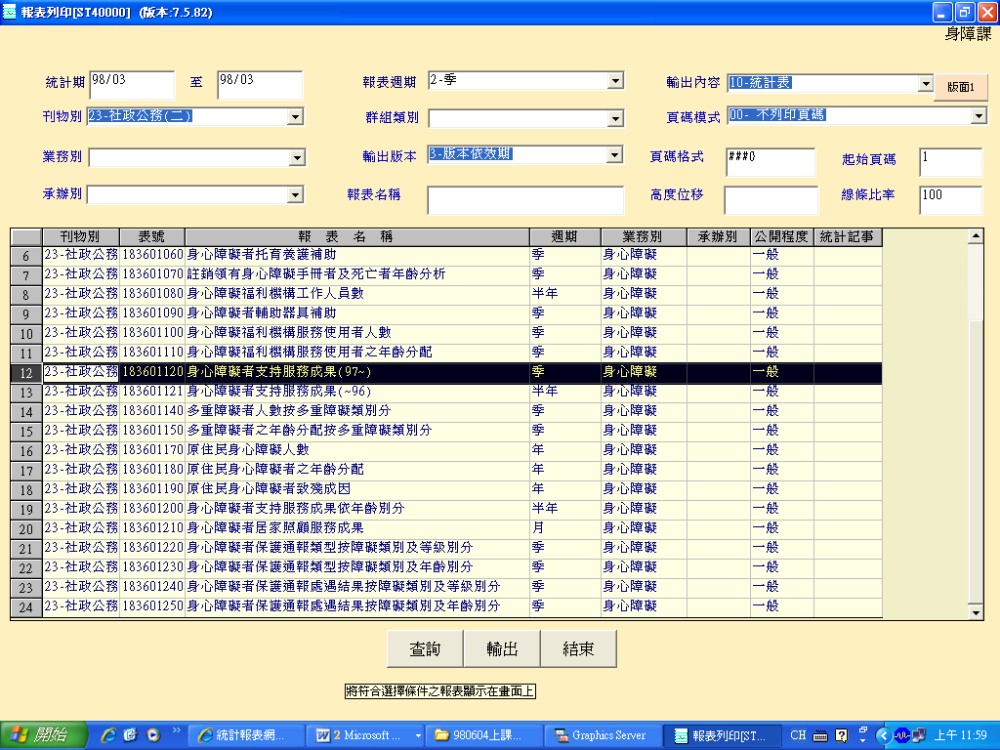 報表列印[ST40000]  (版本:7.5.82)
身障課
統計期 98/03 至 98/03 報表週期 2-季 輸出內容 10-統計表 版面1
刊物別 23-社政公務(二) 群組類別 頁碼模式 00- 不列印頁碼
業務別 輸出版本 3-版本依效期 頁碼格式 ###0 起始頁碼 1
承辦別 報表名稱 高度位移 線條比率 100
刊物別 表號 報 表 名 稱 週期 業務別 承辦別 公開程度 統計記事
6 23-社政公務 183601060 身心障礙者托育養護補助 季 身心障礙 一般
7 23-社政公務 183601070 註銷領有身心障礙手冊者及死亡者年齡分析 季 身心障礙 一般
8 23-社政公務 183601080 身心障礙福利機構工作人員數 半年 身心障礙 一般
9 23-社政公務 183601090 身心障礙者輔助器具補助 季 身心障礙 一般
10 23-社政公務 183601100 身心障礙福利機構服務使用者人數 季 身心障礙 一般
11 23-社政公務 183601110 身心障礙福利機構服務使用者之年齡分配 季 身心障礙 一般
12 23-社政公務 183601120 身心障礙者支持服務成果(97~) 季 身心障礙 一般
13 23-社政公務 183601121 身心障礙者支持服務成果(~96) 半年 身心障礙 一般
14 23-社政公務 183601140 多重障礙者人數按多重障礙類別分 季 身心障礙 一般
15 23-社政公務 183601150 多重障礙者之年齡分配按多重障礙類別分 季 身心障礙 一般
16 23-社政公務 183601170 原住民身心障礙人數 年 身心障礙 一般
17 23-社政公務 183601180 原住民身心障礙者之年齡分配 年 身心障礙 一般
18 23-社政公務 183601190 原住民身心障礙者致殘成因 年 身心障礙 一般
19 23-社政公務 183601200 身心障礙者支持服務成果依年齡別分 半年 身心障礙 一般
20 23-社政公務 183601210 身心障礙者居家照顧服務成果 月 身心障礙 一般
21 23-社政公務 183601220 身心障礙者保護通報類型按障礙類別及等級別分 季 身心障礙 一般
22 23-社政公務 183601230 身心障礙者保護通報類型按障礙類別及年齡別分 季 身心障礙 一般
23 23-社政公務 183601240 身心障礙者保護通報處遇結果按障礙類別及等級別分 季 身心障礙 一般
24 23-社政公務 183601250 身心障礙者保護通報處遇結果按障礙類別及年齡別分 季 身心障礙 一般
查詢 輸出 結束
將符合選擇條件之報表顯示在畫面上
開始 統計報表網... 2 Microsoft ... 980604上課... Graphics Server 報表列印[ST... CH 上午 11:59